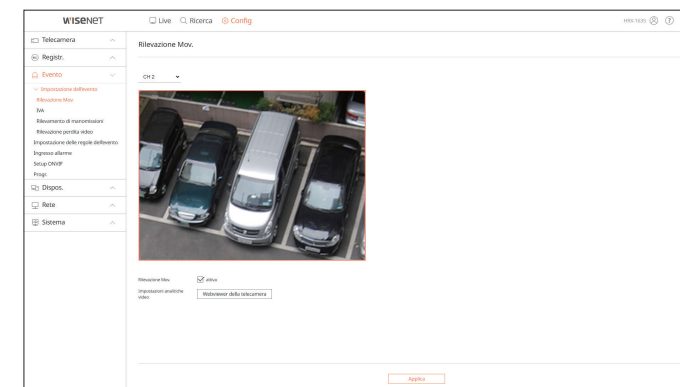 WISENET
Live Ricerca Config
HRX-1635
Telecamera
Rilevazione Mov.
Registr.
Evento
Impostazione dell'evento
Rilevazione Mov.
IVA
Rilevamento di manomissioni
Rilevazione perdita video
Impostazione delle regole dell'evento
Ingresso allarme
Setup ONVIF
Progr.
Dispos.
Rete
Sistema
CH 2
Rilevazione Mov. attiva
Impostazioni analitiche
video
Webviewer della telecamera
Applica